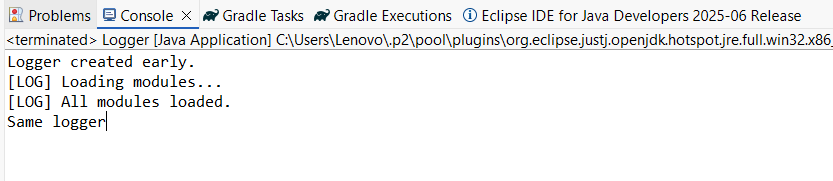 Problems Console Gradle Tasks Gradle Executions Eclipse IDE for Java Developers 2025-06 Release
<terminated> Logger [Java Application] C:\Users\Lenovo\.p2\pool\plugins\org.eclipse.justj.openjdk.hotspot.jre.full.win32.x86_
Logger created early.
[LOG] Loading modules...
[LOG] All modules loaded.
Same logger